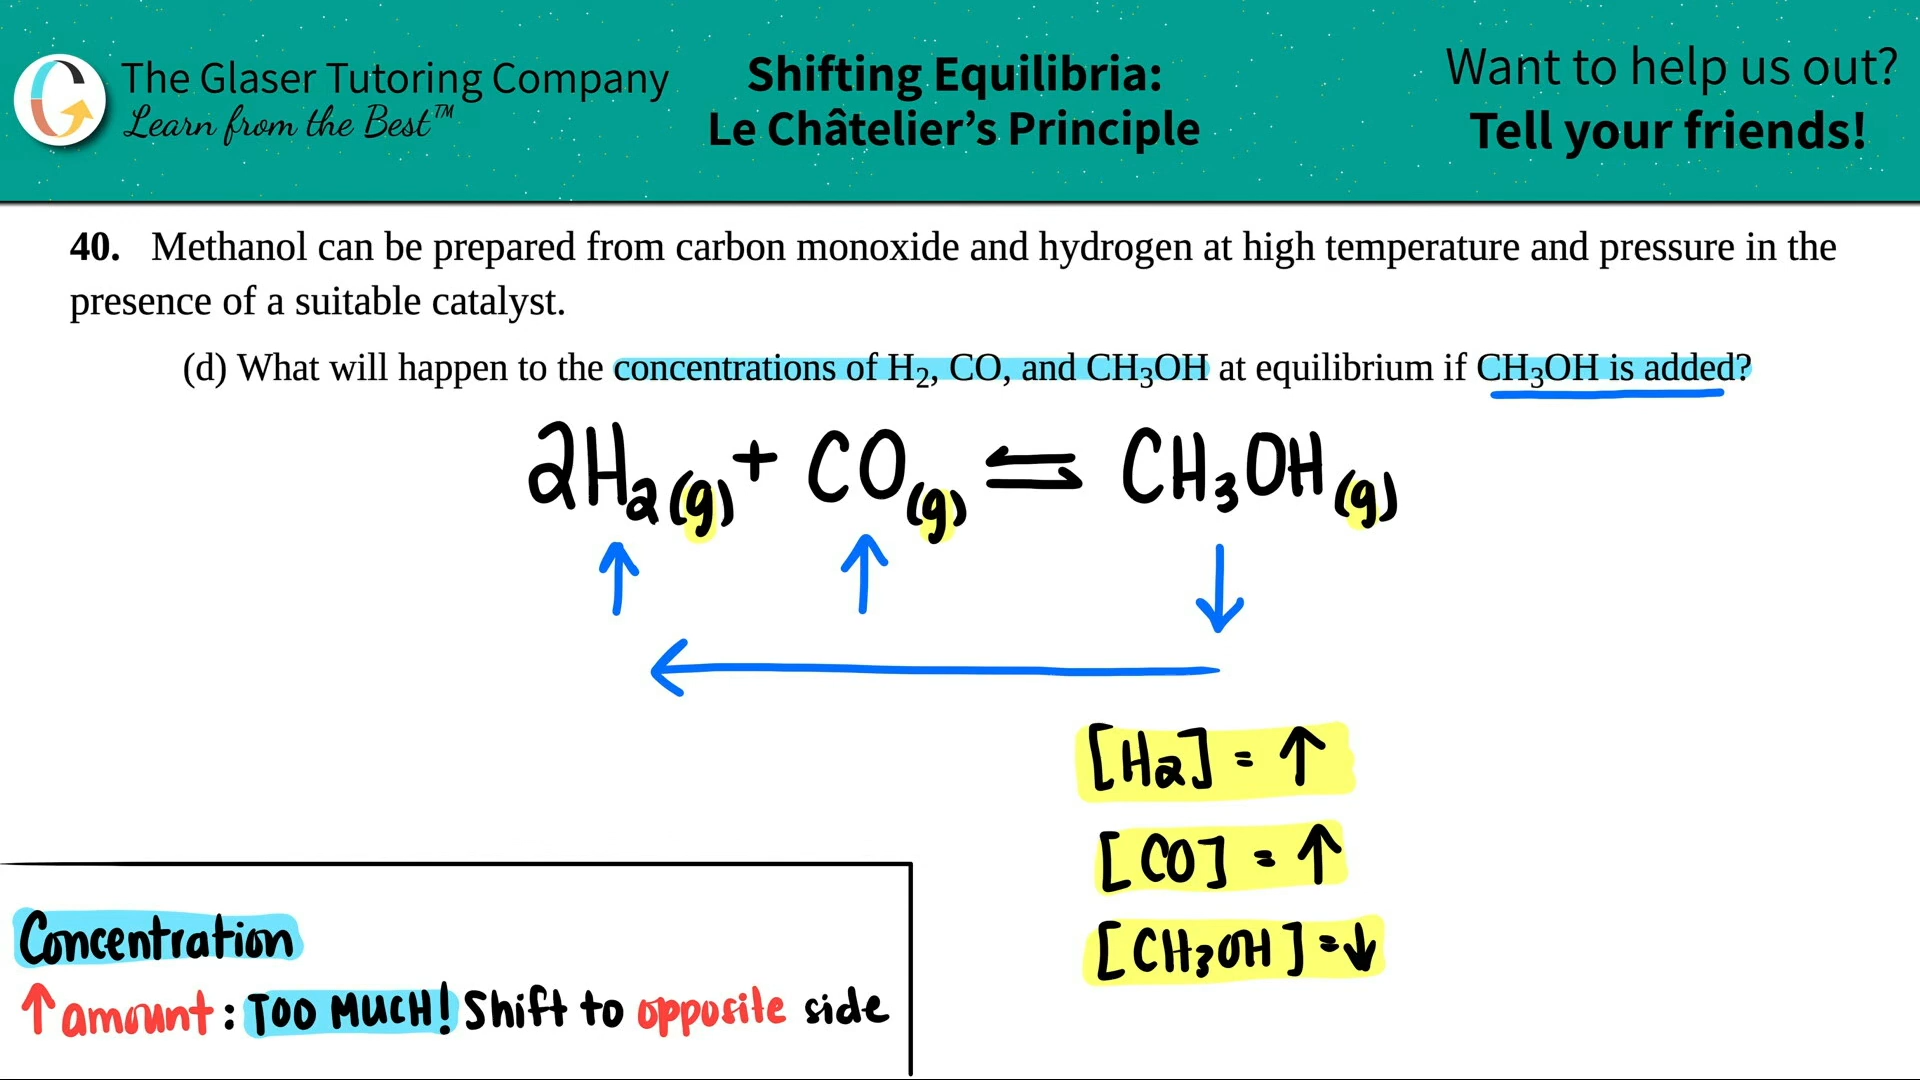 The Glaser Tutoring Company
Learn from the Best™
Shifting Equilibria:
Le Châtelier’s Principle
Want to help us out?
Tell your friends!
40. Methanol can be prepared from carbon monoxide and hydrogen at high temperature and pressure in the
presence of a suitable catalyst.
(d) What will happen to the concentrations of H₂, CO, and CH₃OH at equilibrium if CH₃OH is added?
2H₂(g) + CO(g) ⇌ CH₃OH(g)
[H₂] = ↑
[CO] = ↑
[CH₃OH] = ↓
Concentration
↑ amount : TOO MUCH! Shift to opposite side